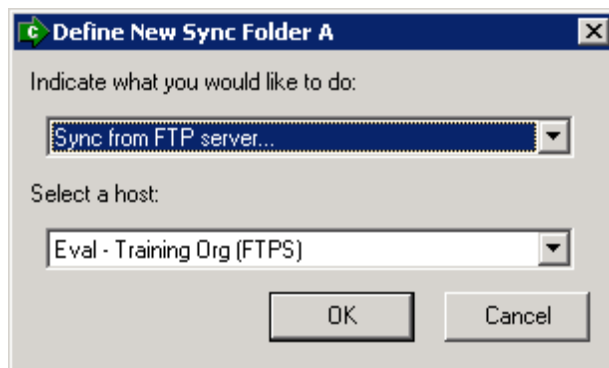 Define New Sync Folder A
Indicate what you would like to do:
Sync from FTP server...
Select a host:
Eval - Training Org (FTPS)
OK Cancel